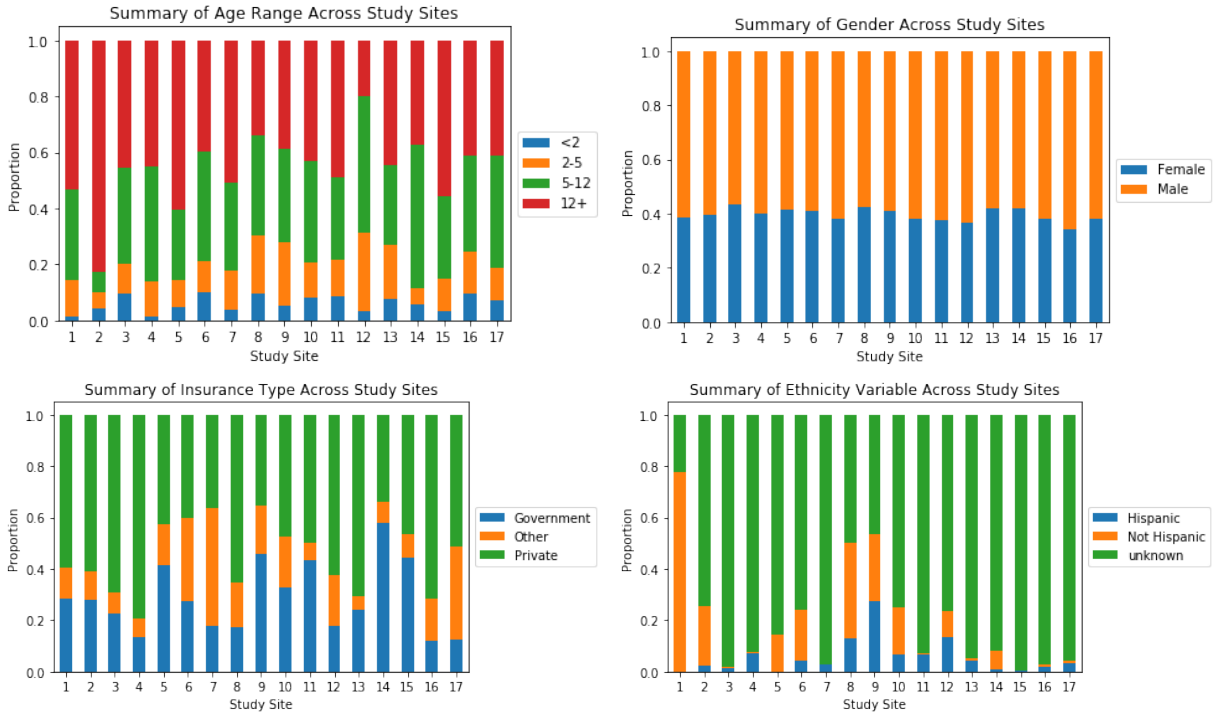 Summary of Age Range Across Study Sites
Proportion
1.0
0.8
0.6
0.4
0.2
0.0
1 2 3 4 5 6 7 8 9 10 11 12 13 14 15 16 17
Study Site
<2
2-5
5-12
12+
Summary of Gender Across Study Sites
Proportion
1.0
0.8
0.6
0.4
0.2
0.0
1 2 3 4 5 6 7 8 9 10 11 12 13 14 15 16 17
Study Site
Female
Male
Summary of Insurance Type Across Study Sites
Proportion
1.0
0.8
0.6
0.4
0.2
0.0
1 2 3 4 5 6 7 8 9 10 11 12 13 14 15 16 17
Study Site
Government
Other
Private
Summary of Ethnicity Variable Across Study Sites
Proportion
1.0
0.8
0.6
0.4
0.2
0.0
1 2 3 4 5 6 7 8 9 10 11 12 13 14 15 16 17
Study Site
Hispanic
Not Hispanic
unknown